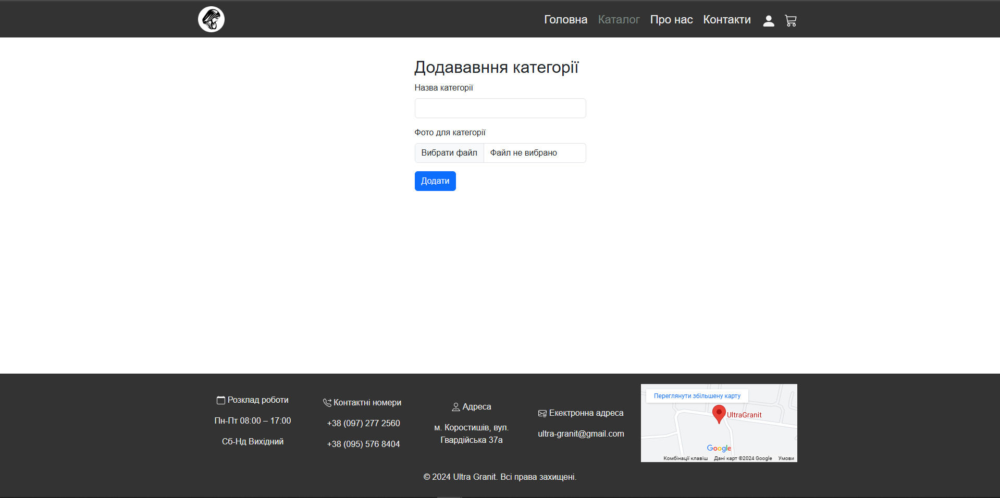 Головна Каталог Про нас Контакти
Додававння категорії
Назва категорії
Фото для категорії
Вибрати файл Файл не вибрано
Додати
Розклад роботи
Пн-Пт 08:00 – 17:00
Сб-Нд Вихідний
Контактні номери
+38 (097) 277 2560
+38 (095) 576 8404
Адреса
м. Коростишів, вул.
Гвардійська 37а
Екектронна адреса
ultra-granit@gmail.com
Переглянути збільшену карту
UltraGranit
Google
Комбінації клавіш Дані карт ©2024 Google Умови
© 2024 Ultra Granit. Всі права захищені.